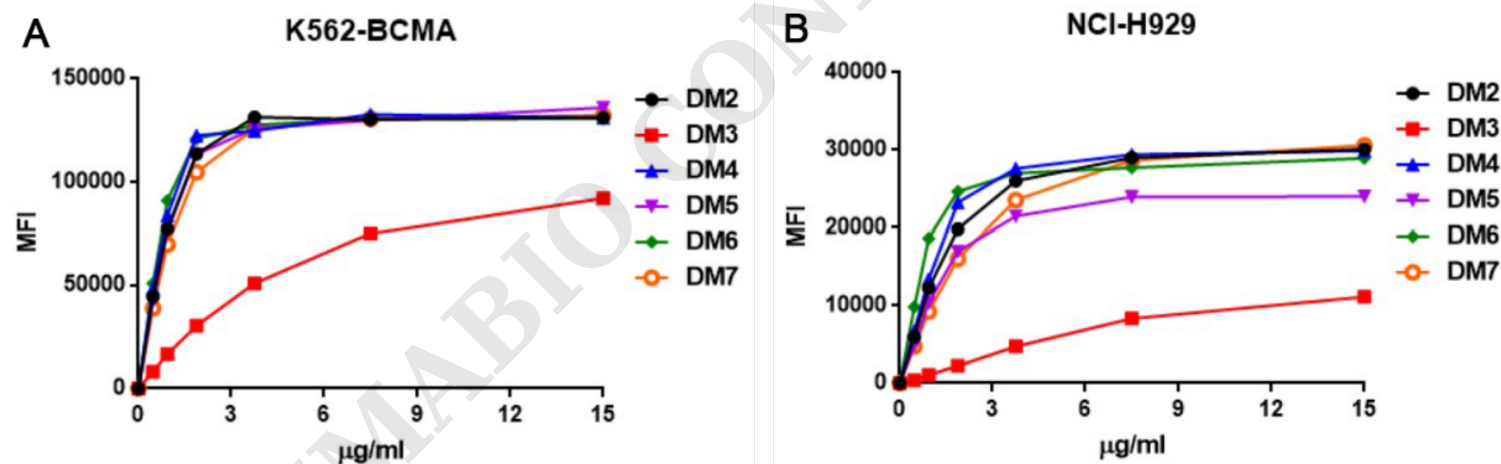 A
K562-BCMA
150000
100000
50000
0
MFI
0 3 6 9 12 15
µg/ml
DM2
DM3
DM4
DM5
DM6
DM7
B
NCI-H929
40000
30000
20000
10000
0
MFI
0 3 6 9 12 15
µg/ml
DM2
DM3
DM4
DM5
DM6
DM7
IMABIO CON